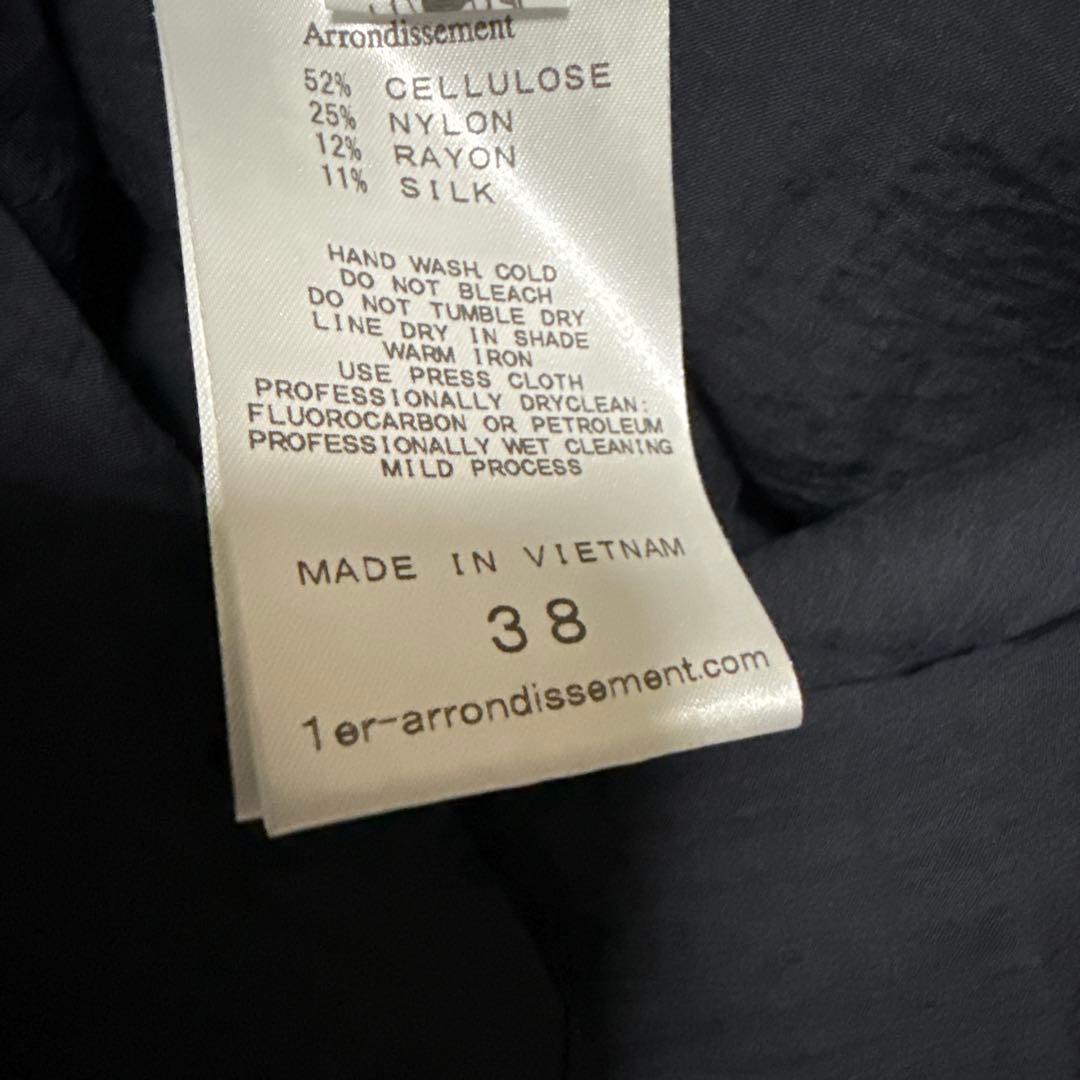 Arrondissement
52% CELLULOSE
25% NYLON
12% RAYON
11% SILK
HAND WASH COLD
DO NOT BLEACH
DO NOT TUMBLE DRY
LINE DRY IN SHADE
WARM IRON
USE PRESS CLOTH
PROFESSIONALLY DRYCLEAN:
FLUOROCARBON OR PETROLEUM
PROFESSIONALLY WET CLEANING
MILD PROCESS
MADE IN VIETNAM
38
1er-arrondissement.com